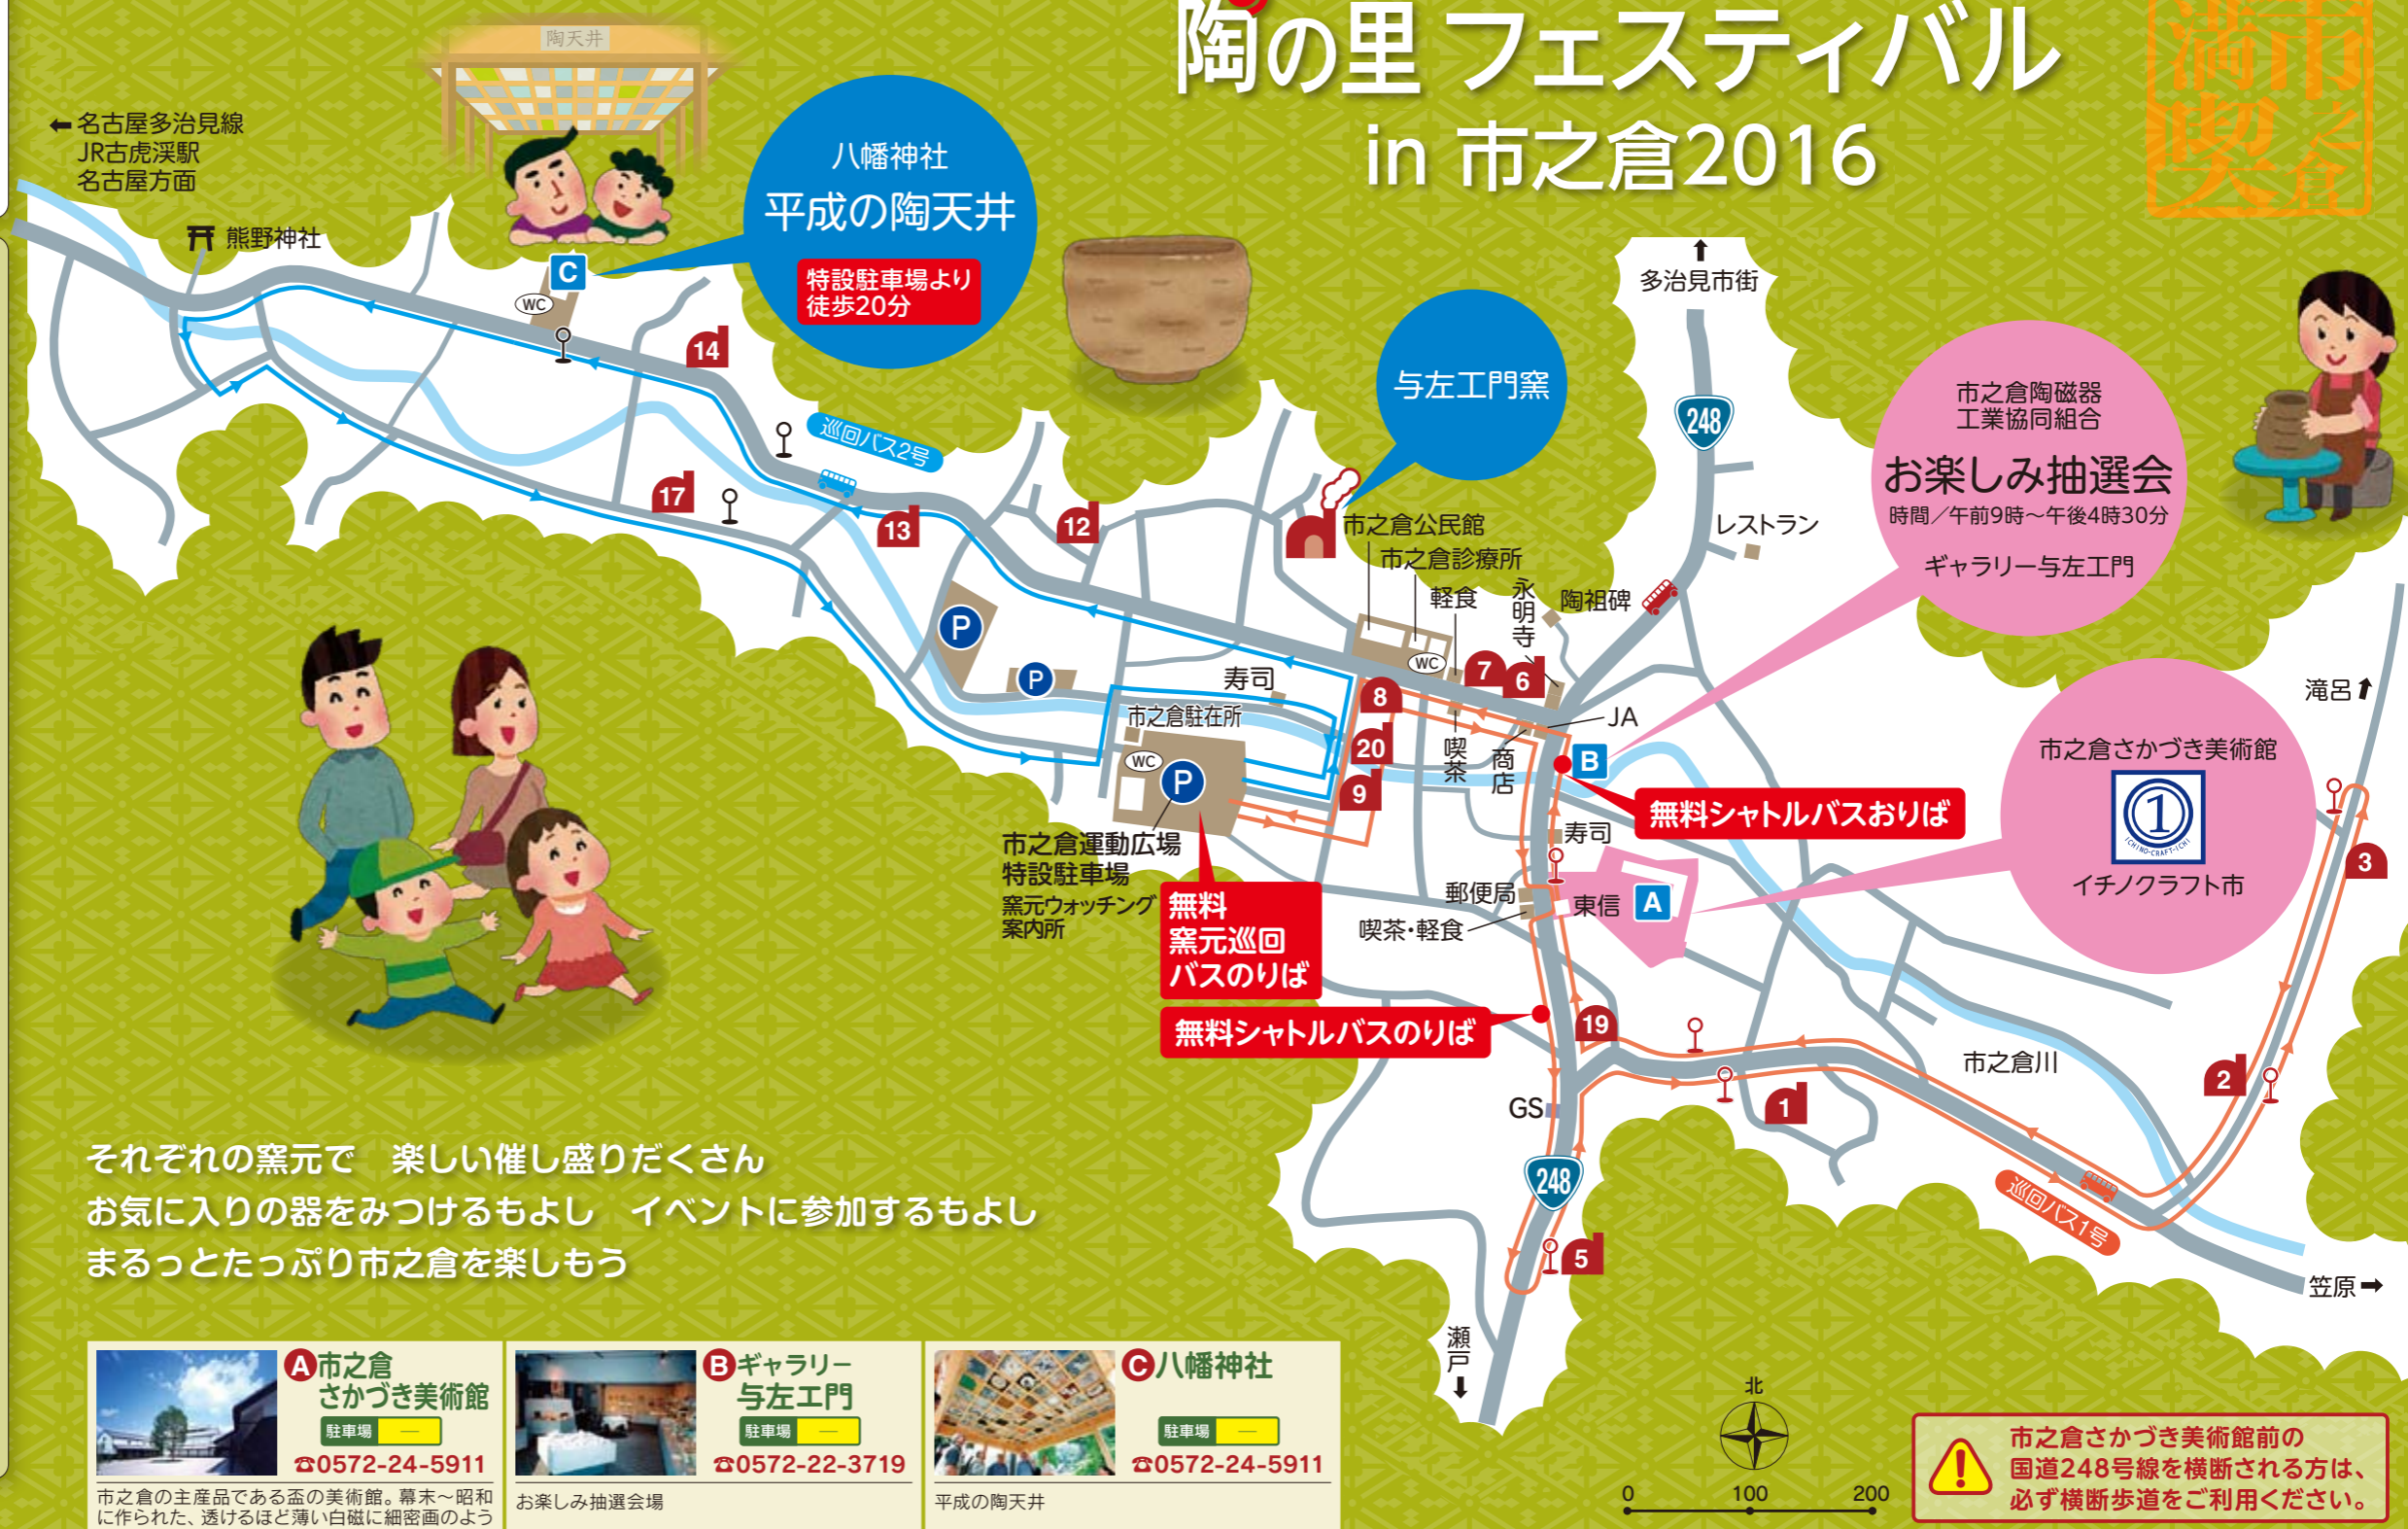 陶の里 フェスティバル
in 市之倉2016
市之倉
満喫
陶天井
←名古屋多治見線
JR古虎渓駅
名古屋方面
熊野神社
八幡神社
平成の陶天井
特設駐車場より
徒歩20分
C
WC
14
巡回バス2号
17
13
12
与左エ門窯
↑
多治見市街
248
レストラン
市之倉陶磁器
工業協同組合
お楽しみ抽選会
時間／午前9時～午後4時30分
ギャラリー与左エ門
市之倉公民館
市之倉診療所
軽食
永明寺
陶祖碑
WC
7
6
8
20
9
喫茶
商店
JA
B
無料シャトルバスおりば
P
P
寿司
市之倉駐在所
WC
P
市之倉運動広場
特設駐車場
窯元ウォッチング
案内所
無料
窯元巡回
バスのりば
無料シャトルバスのりば
寿司
郵便局
喫茶・軽食
東信
A
滝呂↑
市之倉さかづき美術館
1
ICHINO-CRAFT-ICHI
イチノクラフト市
3
19
市之倉川
2
1
GS
248
5
巡回バス1号
笠原→
瀬戸
↓
それぞれの窯元で　楽しい催し盛りだくさん
お気に入りの器をみつけるもよし　イベントに参加するもよし
まるっとたっぷり市之倉を楽しもう
A市之倉
さかづき美術館
駐車場 —
☎0572-24-5911
市之倉の主産品である盃の美術館。幕末～昭和
に作られた、透けるほど薄い白磁に細密画のよう
Bギャラリー
与左エ門
駐車場 —
☎0572-22-3719
お楽しみ抽選会場
C八幡神社
駐車場 —
☎0572-24-5911
平成の陶天井
北
0 100 200
市之倉さかづき美術館前の
国道248号線を横断される方は、
必ず横断歩道をご利用ください。